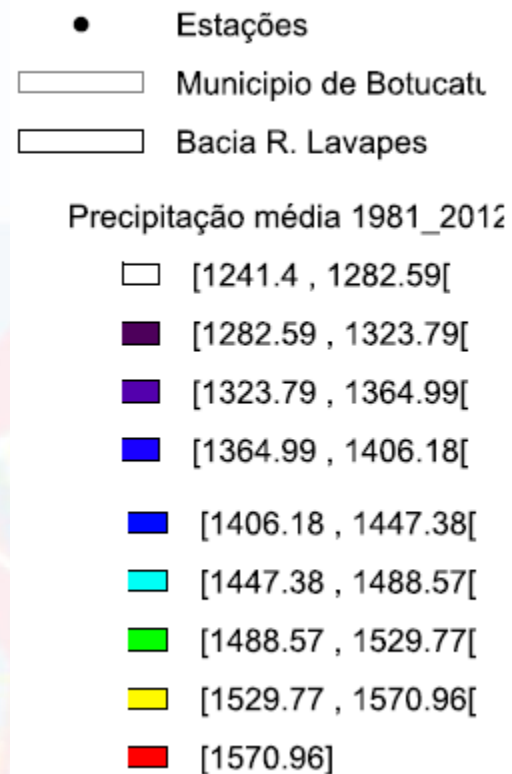 Estações
Municipio de Botucatu
Bacia R. Lavapes
Precipitação média 1981_2012
[1241.4 , 1282.59[
[1282.59 , 1323.79[
[1323.79 , 1364.99[
[1364.99 , 1406.18[
[1406.18 , 1447.38[
[1447.38 , 1488.57[
[1488.57 , 1529.77[
[1529.77 , 1570.96[
[1570.96]